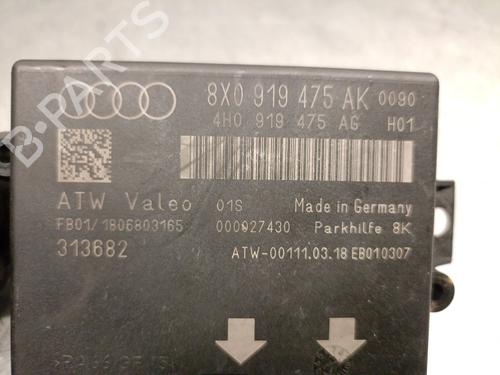 8X0 919 475 AK 0090
4H0 919 475 AG H01
ATW Valeo 01S Made in Germany
FB01/1806803165 000927430 Parkhilfe 8K
313682 ATW-00111.03.18 EB010307
B-PARTS